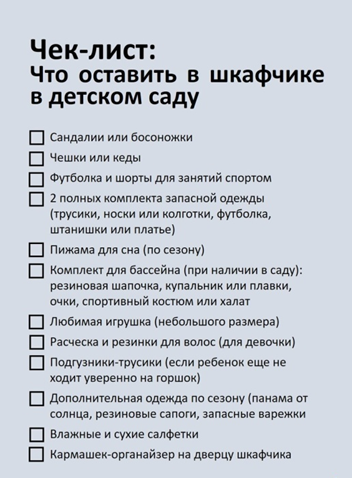 Чек-лист:
Что оставить в шкафчике
в детском саду
Сандалии или босоножки
Чешки или кеды
Футболка и шорты для занятий спортом
2 полных комплекта запасной одежды
(трусики, носки или колготки, футболка,
штанишки или платье)
Пижама для сна (по сезону)
Комплект для бассейна (при наличии в саду):
резиновая шапочка, купальник или плавки,
очки, спортивный костюм или халат
Любимая игрушка (небольшого размера)
Расческа и резинки для волос (для девочки)
Подгузники-трусики (если ребенок еще не
ходит уверенно на горшок)
Дополнительная одежда по сезону (панама от
солнца, резиновые сапоги, запасные варежки
Влажные и сухие салфетки
Кармашек-органайзер на дверцу шкафчика